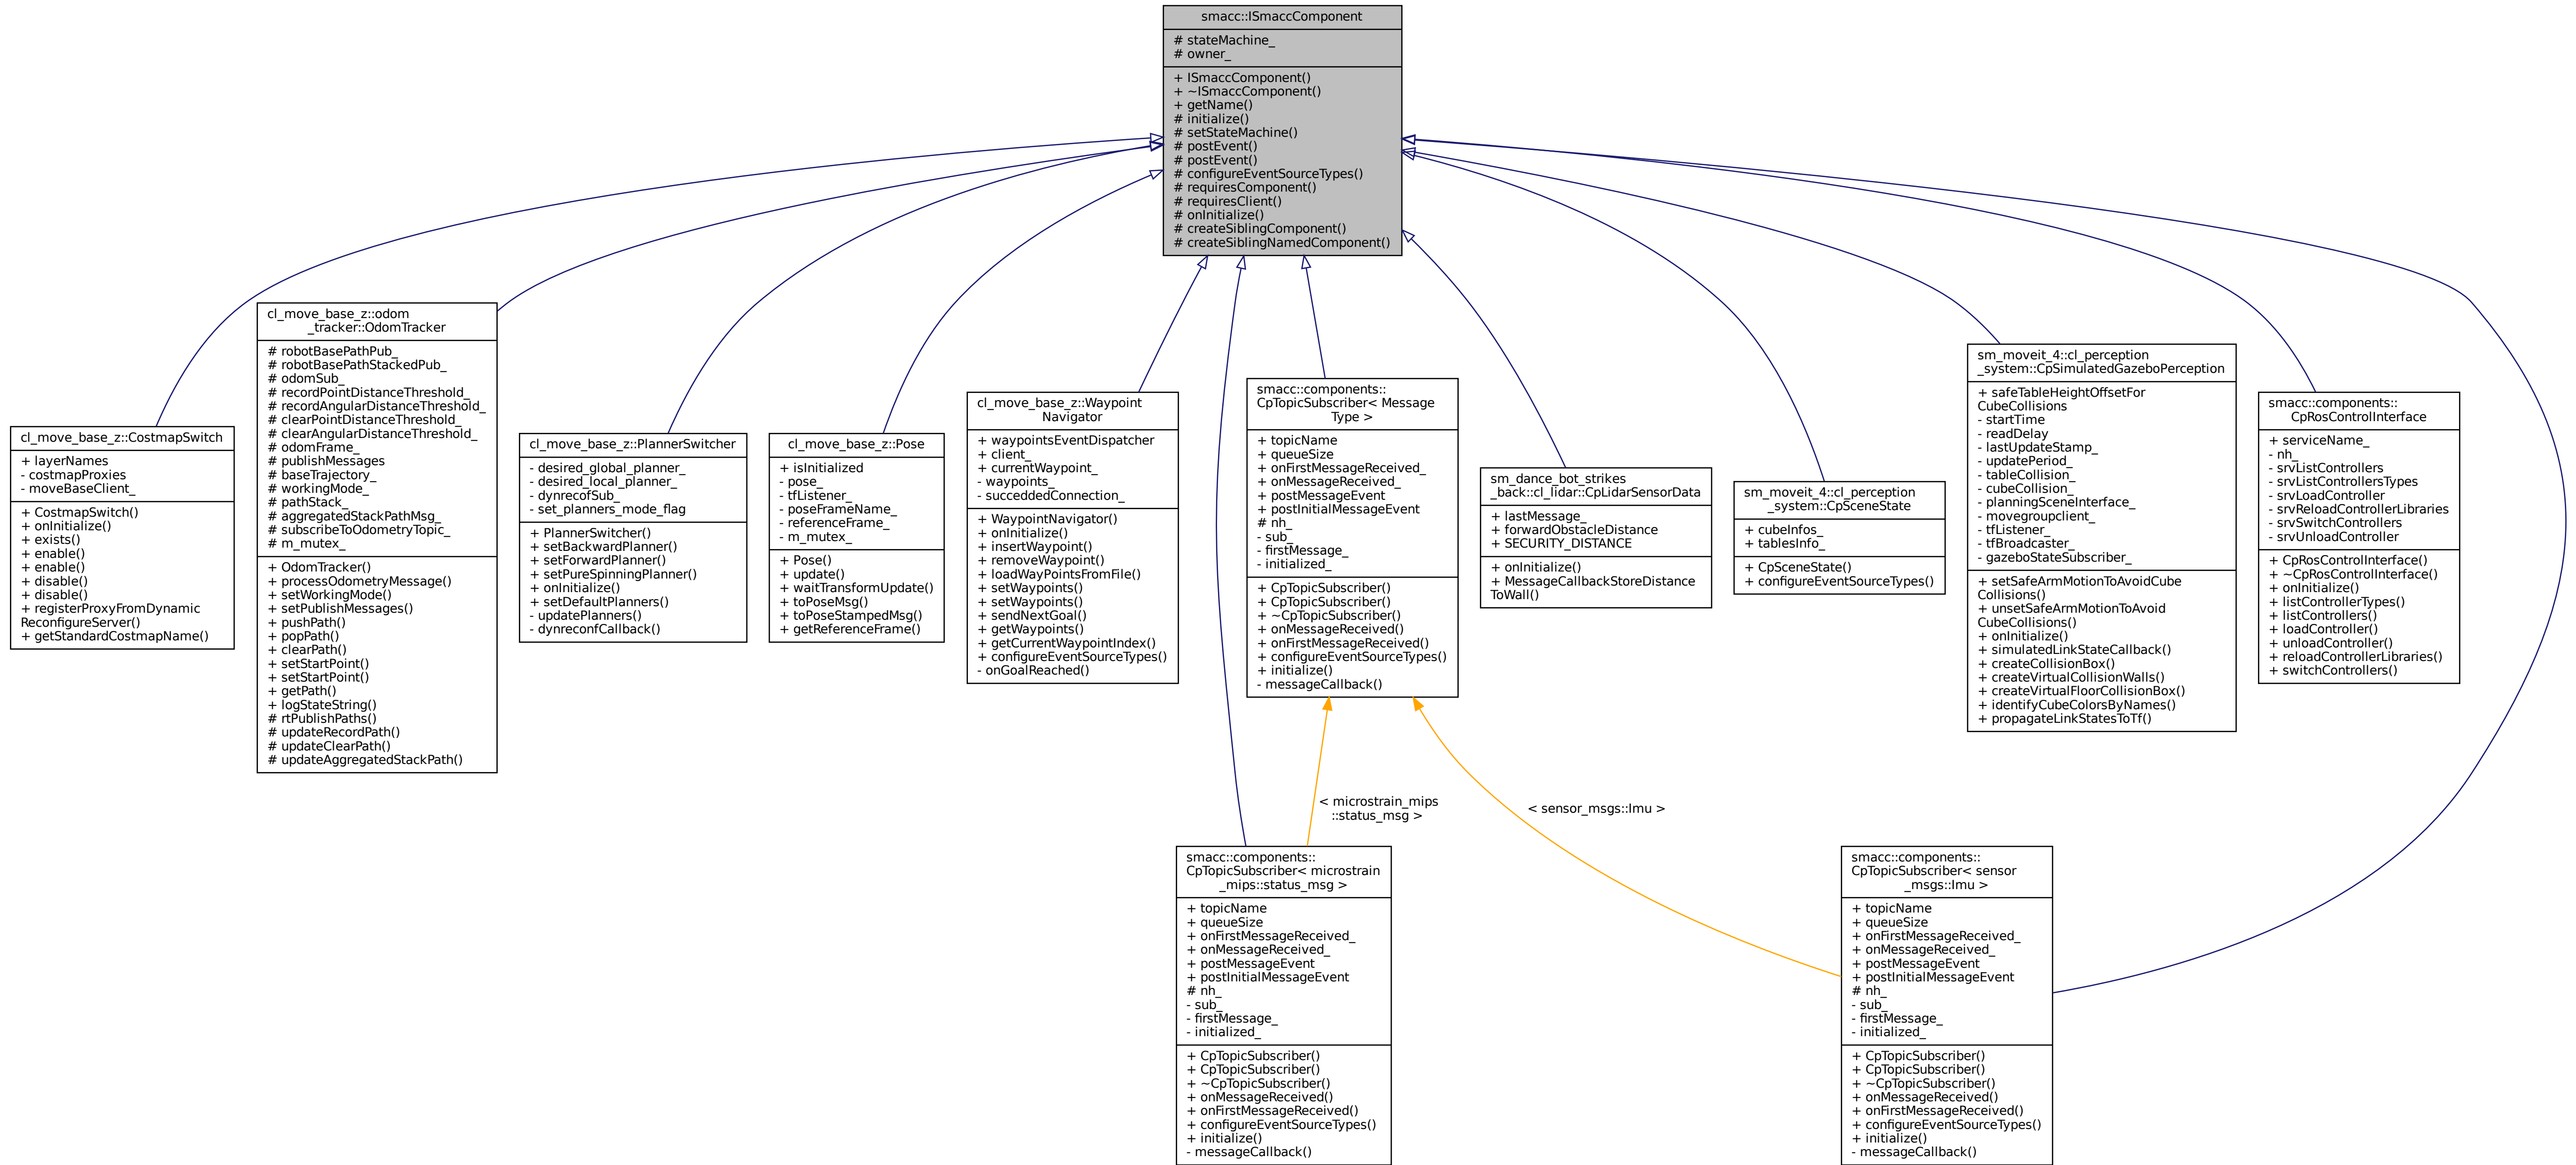 smacc::ISmaccComponent
# stateMachine_
# owner_
+ ISmaccComponent()
+ ~ISmaccComponent()
+ getName()
# initialize()
# setStateMachine()
# postEvent()
# postEvent()
# configureEventSourceTypes()
# requiresComponent()
# requiresClient()
# onInitialize()
# createSiblingComponent()
# createSiblingNamedComponent()
cl_move_base_z::CostmapSwitch
+ layerNames
- costmapProxies
- moveBaseClient_
+ CostmapSwitch()
+ onInitialize()
+ exists()
+ enable()
+ enable()
+ disable()
+ disable()
+ registerProxyFromDynamic
ReconfigureServer()
+ getStandardCostmapName()
cl_move_base_z::odom
_tracker::OdomTracker
# robotBasePathPub_
# robotBasePathStackedPub_
# odomSub_
# recordPointDistanceThreshold_
# recordAngularDistanceThreshold_
# clearPointDistanceThreshold_
# clearAngularDistanceThreshold_
# odomFrame_
# publishMessages
# baseTrajectory_
# workingMode_
# pathStack_
# aggregatedStackPathMsg_
# subscribeToOdometryTopic_
# m_mutex_
+ OdomTracker()
+ processOdometryMessage()
+ setWorkingMode()
+ setPublishMessages()
+ pushPath()
+ popPath()
+ clearPath()
+ setStartPoint()
+ setStartPoint()
+ getPath()
+ logStateString()
# rtPublishPaths()
# updateRecordPath()
# updateClearPath()
# updateAggregatedStackPath()
cl_move_base_z::PlannerSwitcher
- desired_global_planner_
- desired_local_planner_
- dynrecofSub_
- set_planners_mode_flag
+ PlannerSwitcher()
+ setBackwardPlanner()
+ setForwardPlanner()
+ setPureSpinningPlanner()
+ onInitialize()
+ setDefaultPlanners()
- updatePlanners()
- dynreconfCallback()
cl_move_base_z::Pose
+ isInitialized
- pose_
- tfListener_
- poseFrameName_
- referenceFrame_
- m_mutex_
+ Pose()
+ update()
+ waitTransformUpdate()
+ toPoseMsg()
+ toPoseStampedMsg()
+ getReferenceFrame()
cl_move_base_z::Waypoint
Navigator
+ waypointsEventDispatcher
+ client_
+ currentWaypoint_
- waypoints_
- succeddedConnection_
+ WaypointNavigator()
+ onInitialize()
+ insertWaypoint()
+ removeWaypoint()
+ loadWayPointsFromFile()
+ setWaypoints()
+ setWaypoints()
+ sendNextGoal()
+ getWaypoints()
+ getCurrentWaypointIndex()
+ configureEventSourceTypes()
- onGoalReached()
smacc::components::
CpTopicSubscriber< Message
Type >
+ topicName
+ queueSize
+ onFirstMessageReceived_
+ onMessageReceived_
+ postMessageEvent
+ postInitialMessageEvent
# nh_
- sub_
- firstMessage_
- initialized_
+ CpTopicSubscriber()
+ CpTopicSubscriber()
+ ~CpTopicSubscriber()
+ onMessageReceived()
+ onFirstMessageReceived()
+ configureEventSourceTypes()
+ initialize()
- messageCallback()
sm_dance_bot_strikes
_back::cl_lidar::CpLidarSensorData
+ lastMessage_
+ forwardObstacleDistance
+ SECURITY_DISTANCE
+ onInitialize()
+ MessageCallbackStoreDistance
ToWall()
sm_moveit_4::cl_perception
_system::CpSceneState
+ cubeInfos_
+ tablesInfo_
+ CpSceneState()
+ configureEventSourceTypes()
sm_moveit_4::cl_perception
_system::CpSimulatedGazeboPerception
+ safeTableHeightOffsetFor
CubeCollisions
- startTime
- readDelay
- lastUpdateStamp_
- updatePeriod_
- tableCollision_
- cubeCollision_
- planningSceneInterface_
- movegroupclient_
- tfListener_
- tfBroadcaster_
- gazeboStateSubscriber_
+ setSafeArmMotionToAvoidCube
Collisions()
+ unsetSafeArmMotionToAvoid
CubeCollisions()
+ onInitialize()
+ simulatedLinkStateCallback()
+ createCollisionBox()
+ createVirtualCollisionWalls()
+ createVirtualFloorCollisionBox()
+ identifyCubeColorsByNames()
+ propagateLinkStatesToTf()
smacc::components::
CpRosControlInterface
+ serviceName_
- nh_
- srvListControllers
- srvListControllersTypes
- srvLoadController
- srvReloadControllerLibraries
- srvSwitchControllers
- srvUnloadController
+ CpRosControlInterface()
+ ~CpRosControlInterface()
+ onInitialize()
+ listControllerTypes()
+ listControllers()
+ loadController()
+ unloadController()
+ reloadControllerLibraries()
+ switchControllers()
< microstrain_mips
::status_msg >
< sensor_msgs::Imu >
smacc::components::
CpTopicSubscriber< microstrain
_mips::status_msg >
+ topicName
+ queueSize
+ onFirstMessageReceived_
+ onMessageReceived_
+ postMessageEvent
+ postInitialMessageEvent
# nh_
- sub_
- firstMessage_
- initialized_
+ CpTopicSubscriber()
+ CpTopicSubscriber()
+ ~CpTopicSubscriber()
+ onMessageReceived()
+ onFirstMessageReceived()
+ configureEventSourceTypes()
+ initialize()
- messageCallback()
smacc::components::
CpTopicSubscriber< sensor
_msgs::Imu >
+ topicName
+ queueSize
+ onFirstMessageReceived_
+ onMessageReceived_
+ postMessageEvent
+ postInitialMessageEvent
# nh_
- sub_
- firstMessage_
- initialized_
+ CpTopicSubscriber()
+ CpTopicSubscriber()
+ ~CpTopicSubscriber()
+ onMessageReceived()
+ onFirstMessageReceived()
+ configureEventSourceTypes()
+ initialize()
- messageCallback()